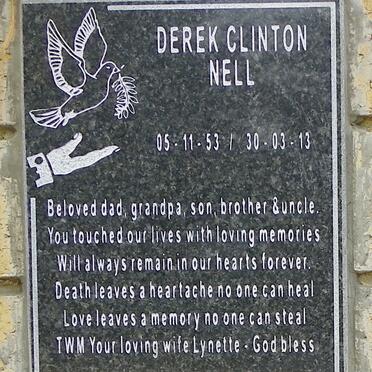 DEREK CLINTON
NELL
05-11-53 / 30-03-13
Beloved dad, grandpa, son, brother &uncle.
You touched our lives with loving memories
Will always remain in our hearts forever.
Death leaves a heartache no one can heal
Love leaves a memory no one can steal
TWM Your loving wife Lynette - God bless